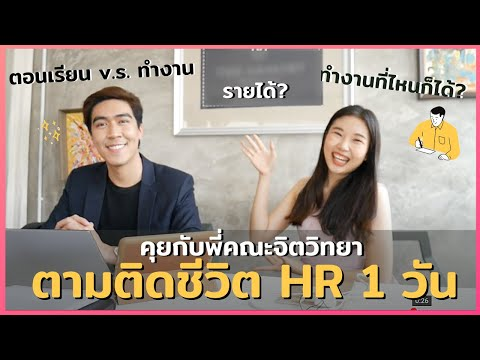 ตอนเรียน v.s. ทำงาน
รายได้?
ทำงานที่ไหนก็ได้?
คุยกับพี่คณะจิตวิทยา
ตามติดชีวิต HR 1 วัน
0:26